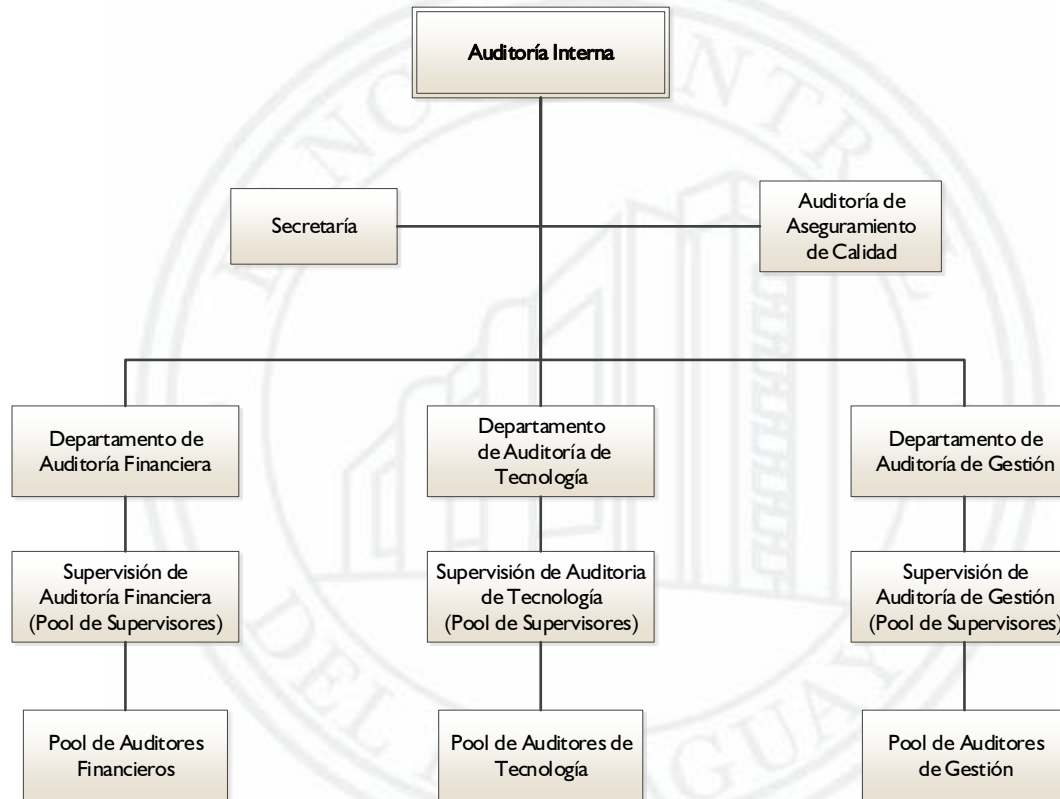 Auditoría Interna
Secretaría
Auditoría de
Aseguramiento
de Calidad
Departamento de
Auditoría Financiera
Departamento
de Auditoría de
Tecnología
Departamento de
Auditoría de Gestión
Supervisión de
Auditoría Financiera
(Pool de Supervisores)
Supervisión de Auditoria
de Tecnología
(Pool de Supervisores)
Supervisión de
Auditoría de Gestión
(Pool de Supervisores)
Pool de Auditores
Financieros
Pool de Auditores de
Tecnología
Pool de Auditores
de Gestión